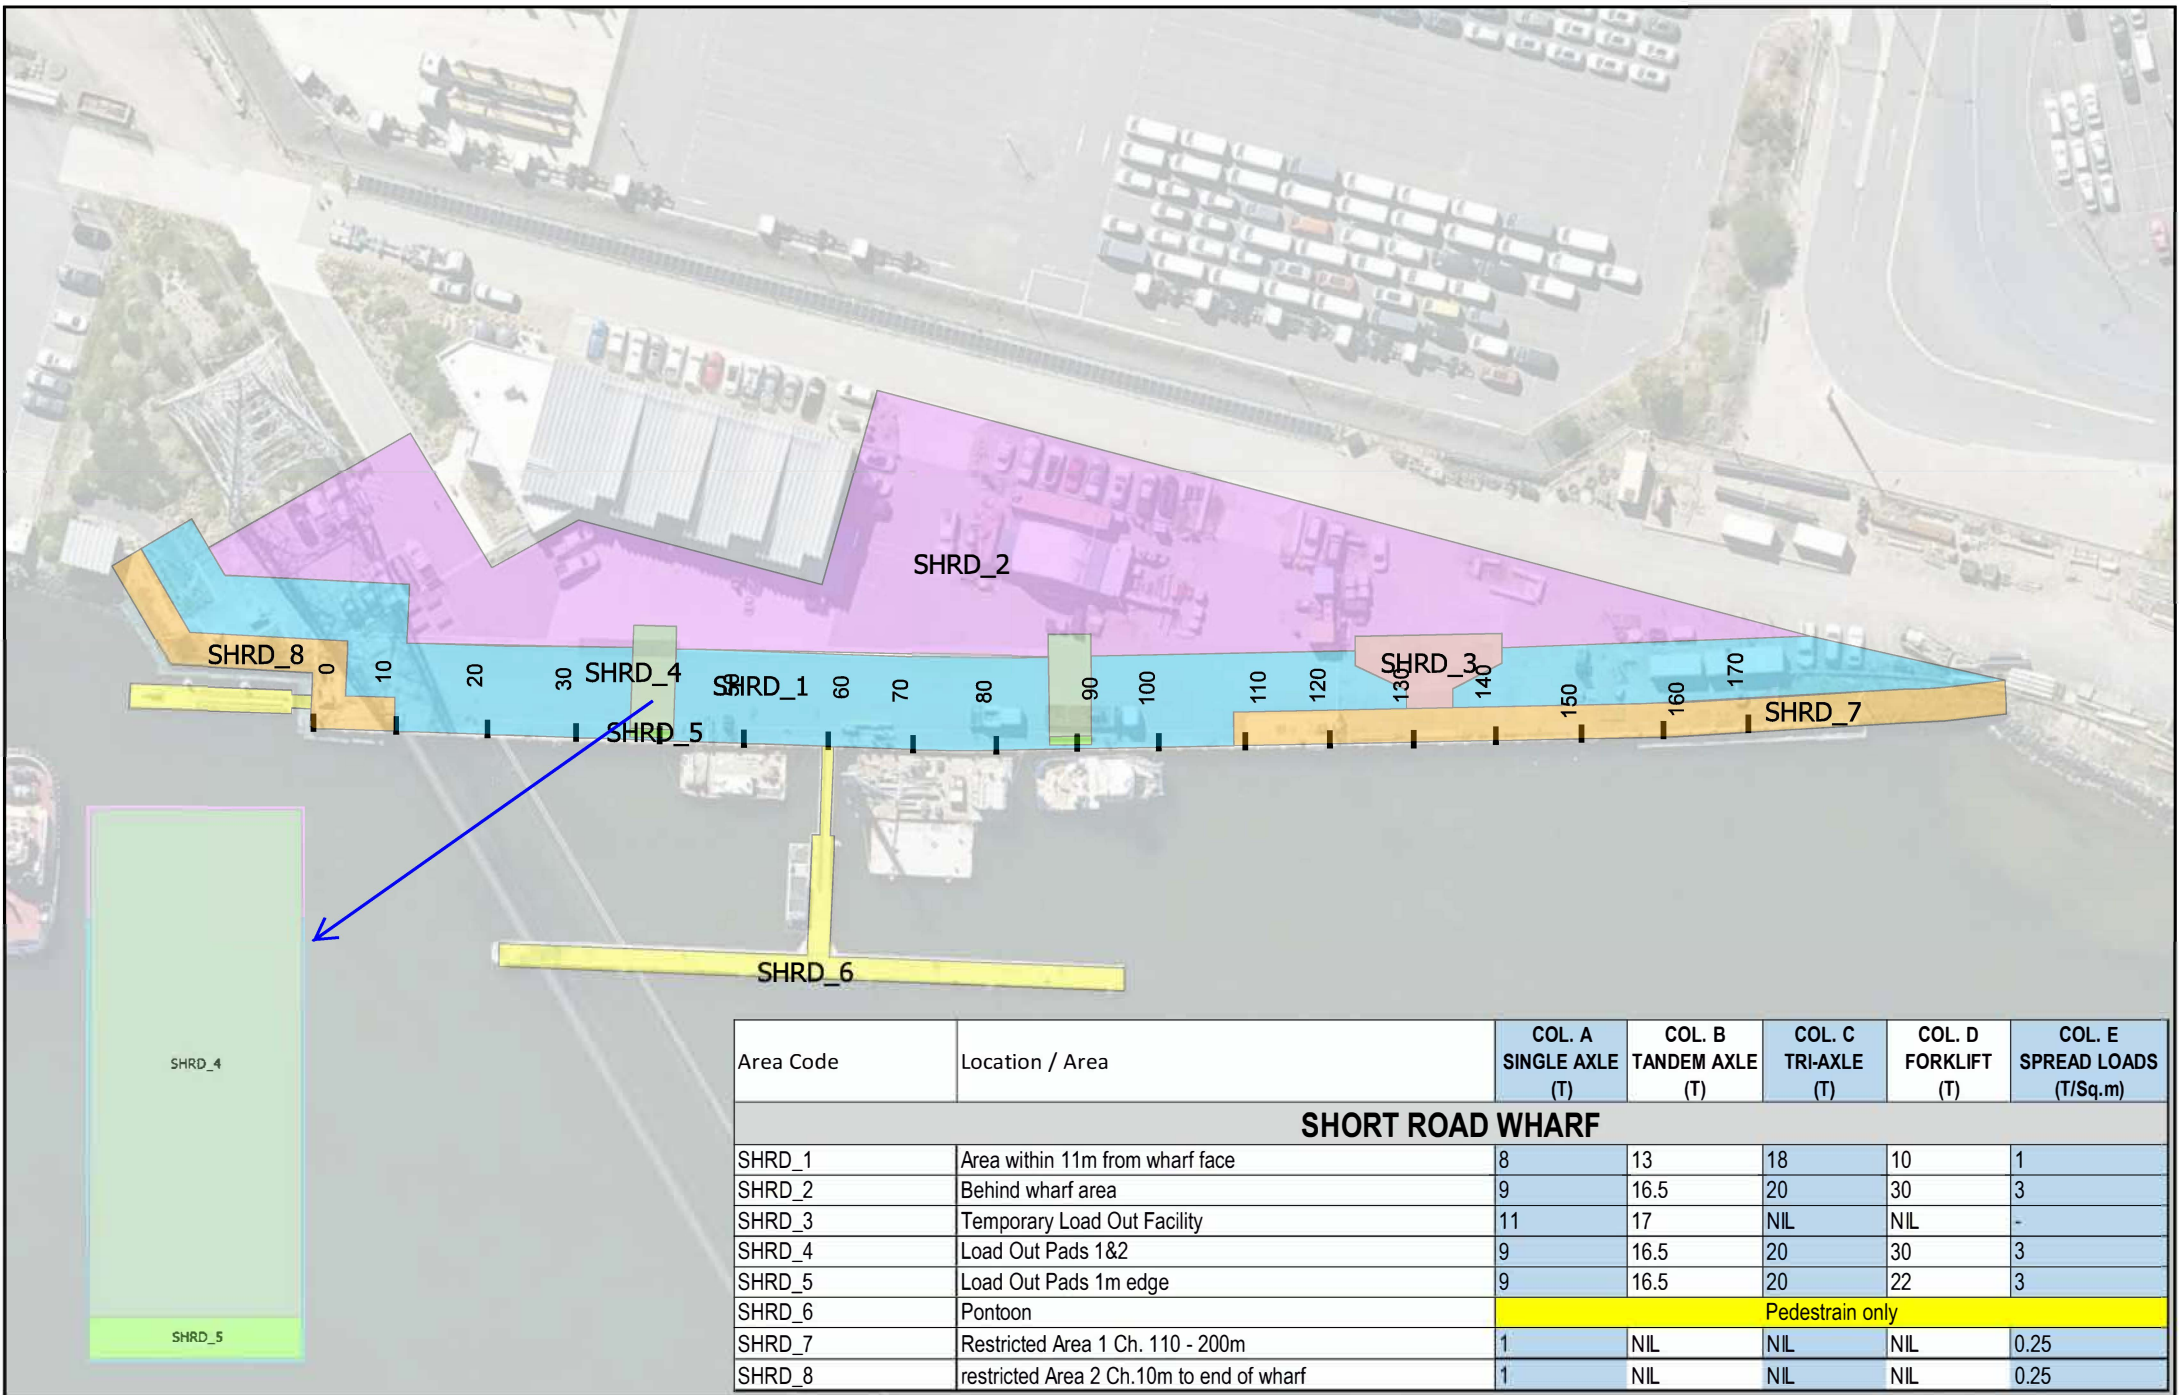 SHRD_2
SHRD_8
0
10
20
30
SHRD_4
50
SHRD_1
60
70
80
90
100
110
120
SHRD_3
130
140
150
160
170
SHRD_7
SHRD_5
SHRD_6
SHRD_4
SHRD_5
Area Code Location / Area COL. A SINGLE AXLE (T) COL. B TANDEM AXLE (T) COL. C TRI-AXLE (T) COL. D FORKLIFT (T) COL. E SPREAD LOADS (T/Sq.m)
SHORT ROAD WHARF
SHRD_1 Area within 11m from wharf face 8 13 18 10 1
SHRD_2 Behind wharf area 9 16.5 20 30 3
SHRD_3 Temporary Load Out Facility 11 17 NIL NIL -
SHRD_4 Load Out Pads 1&2 9 16.5 20 30 3
SHRD_5 Load Out Pads 1m edge 9 16.5 20 22 3
SHRD_6 Pontoon Pedestrain only
SHRD_7 Restricted Area 1 Ch. 110 - 200m 1 NIL NIL NIL 0.25
SHRD_8 restricted Area 2 Ch.10m to end of wharf 1 NIL NIL NIL 0.25